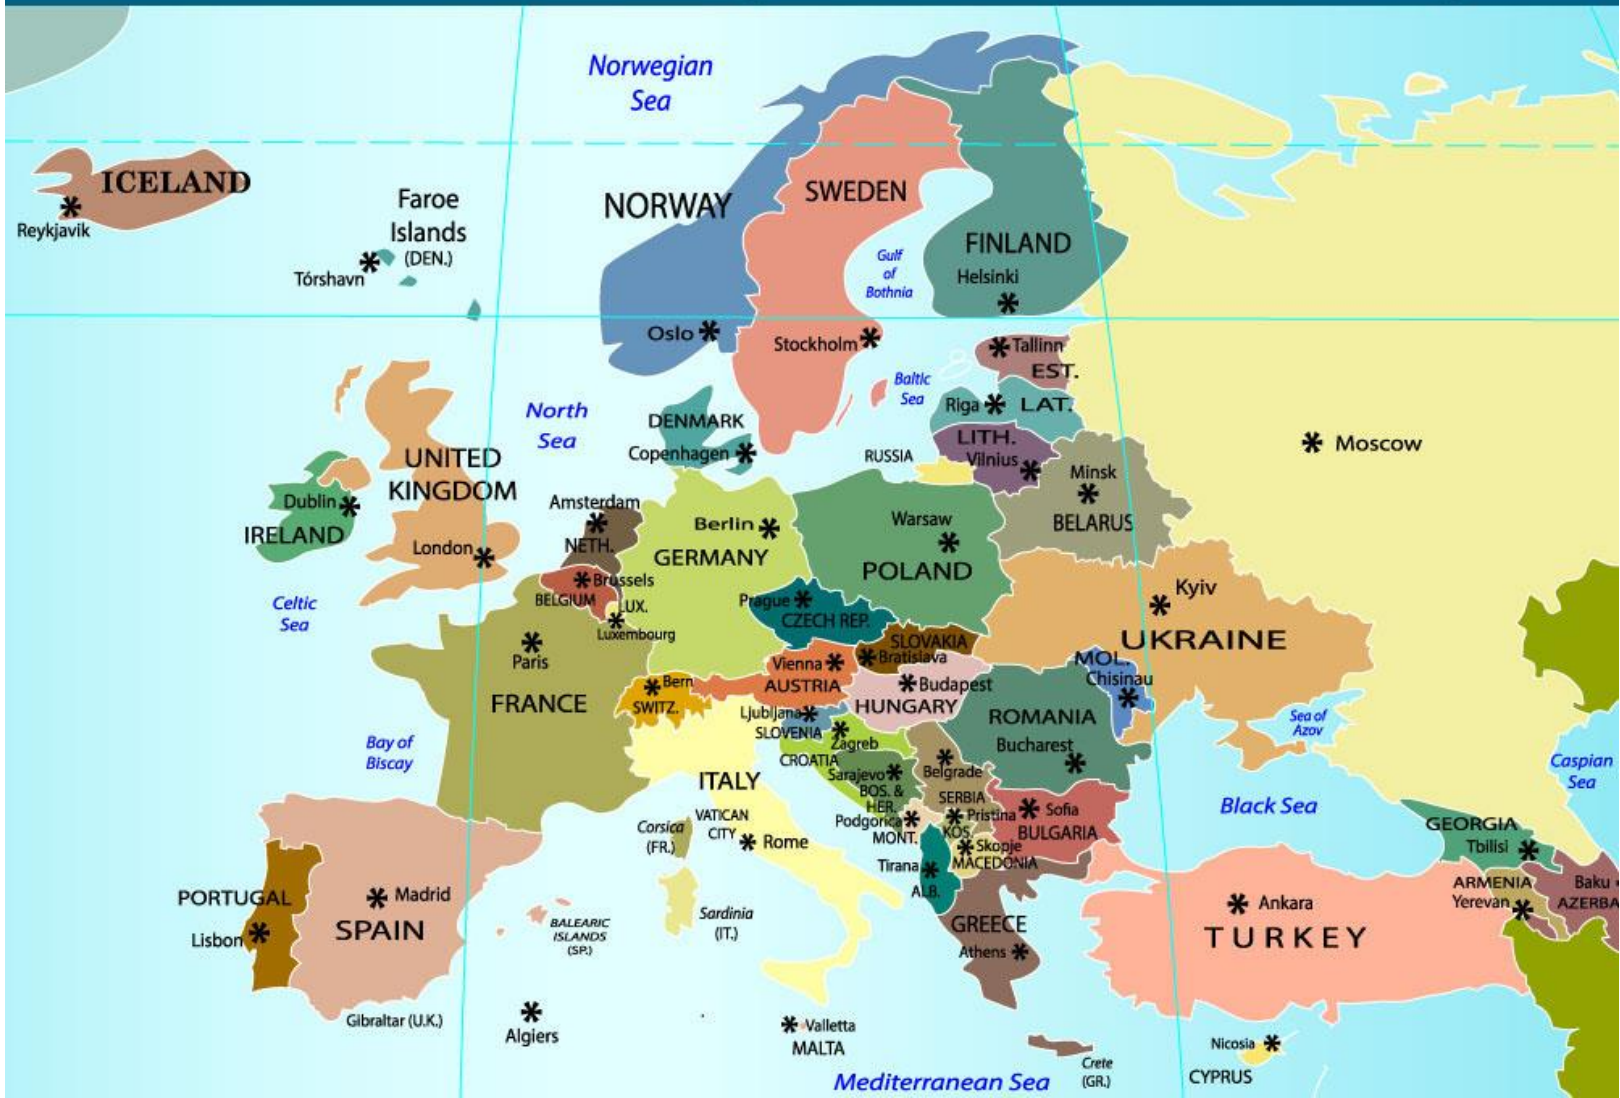 Norwegian
Sea
ICELAND
Reykjavik
Faroe
Islands
(DEN.)
Tórshavn
NORWAY
SWEDEN
FINLAND
Helsinki
Gulf
of
Bothnia
Oslo
Stockholm
Tallinn
EST.
Baltic
Sea
Riga
LAT.
North
Sea
DENMARK
Copenhagen
LITH.
Vilnius
RUSSIA
Moscow
UNITED
KINGDOM
Minsk
BELARUS
Dublin
IRELAND
London
Amsterdam
NETH.
Berlin
GERMANY
Warsaw
POLAND
Brussels
BELGIUM
LUX.
Luxembourg
Celtic
Sea
Prague
CZECH REP.
Kyiv
UKRAINE
SLOVAKIA
Bratislava
Paris
FRANCE
Vienna
AUSTRIA
Bern
SWITZ.
Budapest
HUNGARY
MOL.
Chisinau
ROMANIA
Bucharest
Ljubljana
SLOVENIA
Zagreb
CROATIA
Sea of
Azov
Bay of
Biscay
Caspian
Sea
ITALY
Sarajevo
BOS. &
HER.
Belgrade
SERBIA
Black Sea
Sofia
BULGARIA
Pristina
KOS.
Podgorica
MONT.
VATICAN
CITY
Rome
Corsica
(FR.)
Skopje
MACEDONIA
Tirana
ALB.
GEORGIA
Tbilisi
ARMENIA
Yerevan
Baku
AZERBA
PORTUGAL
Lisbon
Madrid
SPAIN
BALEARIC
ISLANDS
(SP.)
Sardinia
(IT.)
GREECE
Athens
Ankara
TURKEY
Gibraltar (U.K.)
Algiers
Valletta
MALTA
Nicosia
CYPRUS
Crete
(GR.)
Mediterranean Sea